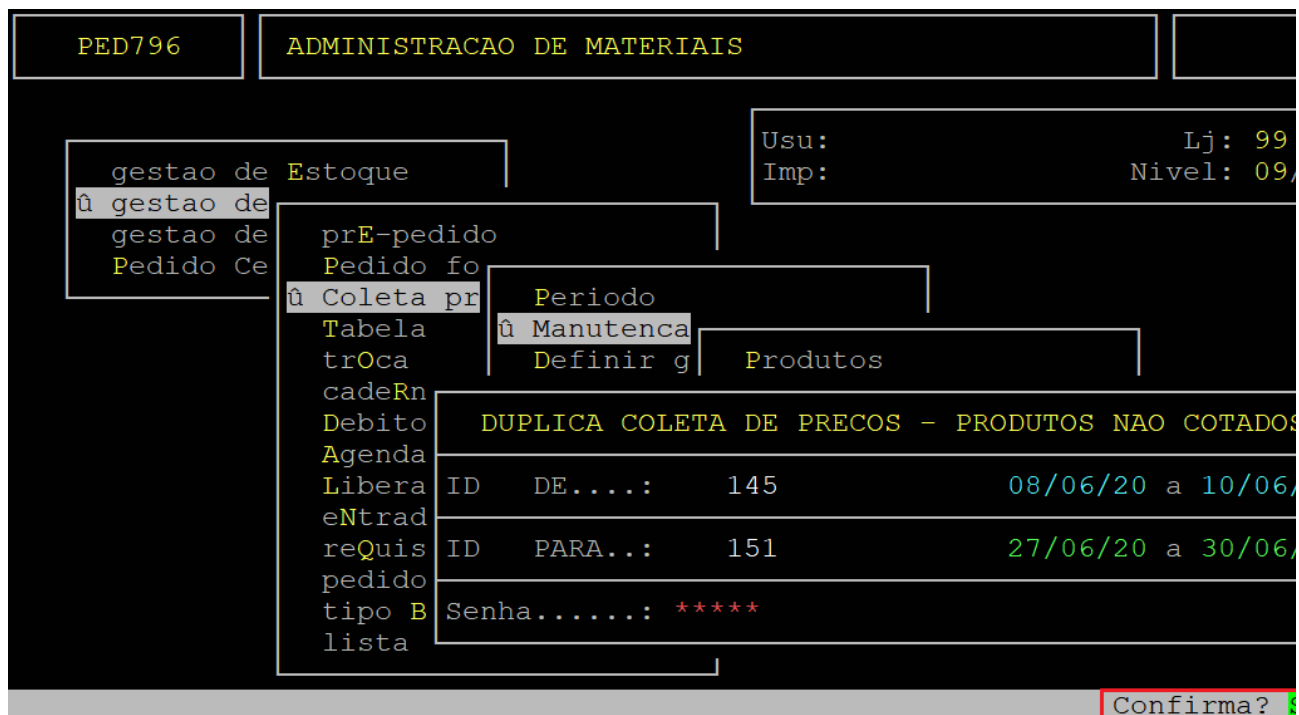 PED796 ADMINISTRACAO DE MATERIAIS
Usu: Lj: 99
Imp: Nivel: 09/
gestao de Estoque
û gestao de
gestao de
Pedido Ce
prE-pedido
Pedido fo
û Coleta pr
Tabela
trOca
cadeRn
Debito
Agenda
Libera
eNtrad
reQuis
pedido
tipo B
lista
Periodo
û Manutenca
Definir g
Produtos
DUPLICA COLETA DE PRECOS - PRODUTOS NAO COTADOS
ID DE....: 145 08/06/20 a 10/06/
ID PARA..: 151 27/06/20 a 30/06/
Senha......: *****
Confirma? S